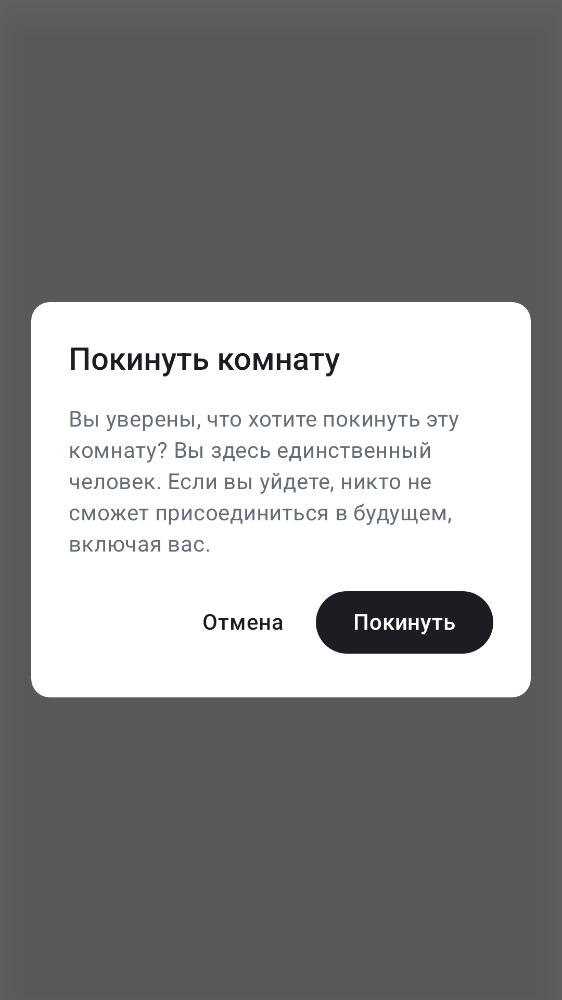 Покинуть комнату
Вы уверены, что хотите покинуть эту
комнату? Вы здесь единственный
человек. Если вы уйдете, никто не
сможет присоединиться в будущем,
включая вас.
Отмена
Покинуть